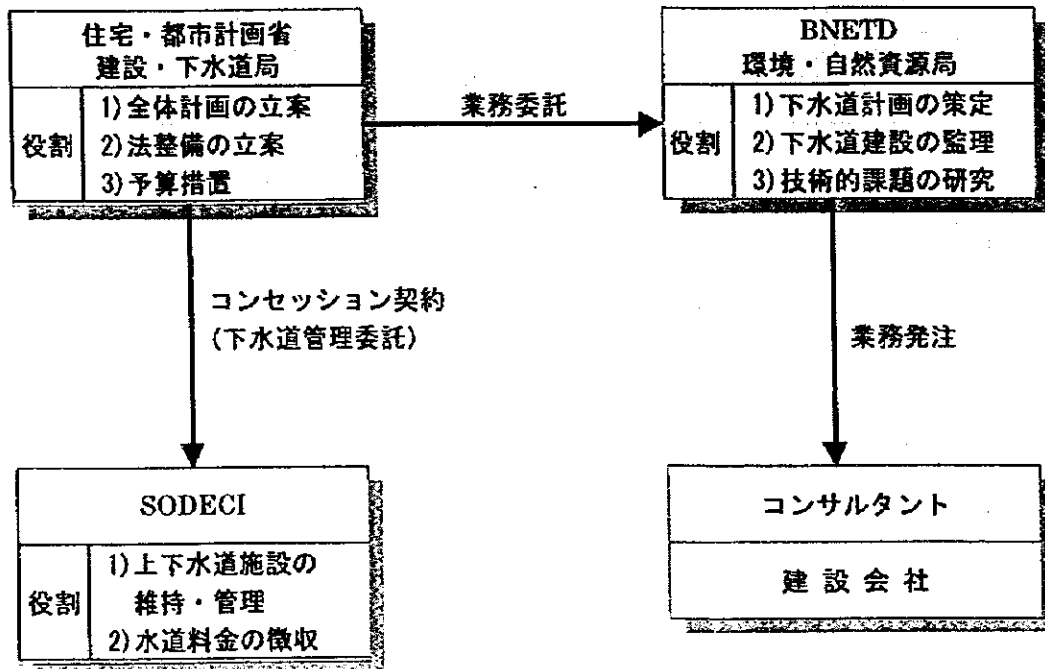 住宅・都市計画省
建設・下水道局
役割
1)全体計画の立案
2)法整備の立案
3)予算措置
業務委託
BNETD
環境・自然資源局
役割
1)下水道計画の策定
2)下水道建設の監理
3)技術的課題の研究
コンセッション契約
(下水道管理委託)
業務発注
SODECI
役割
1)上下水道施設の
維持・管理
2)水道料金の徴収
コンサルタント
建設会社